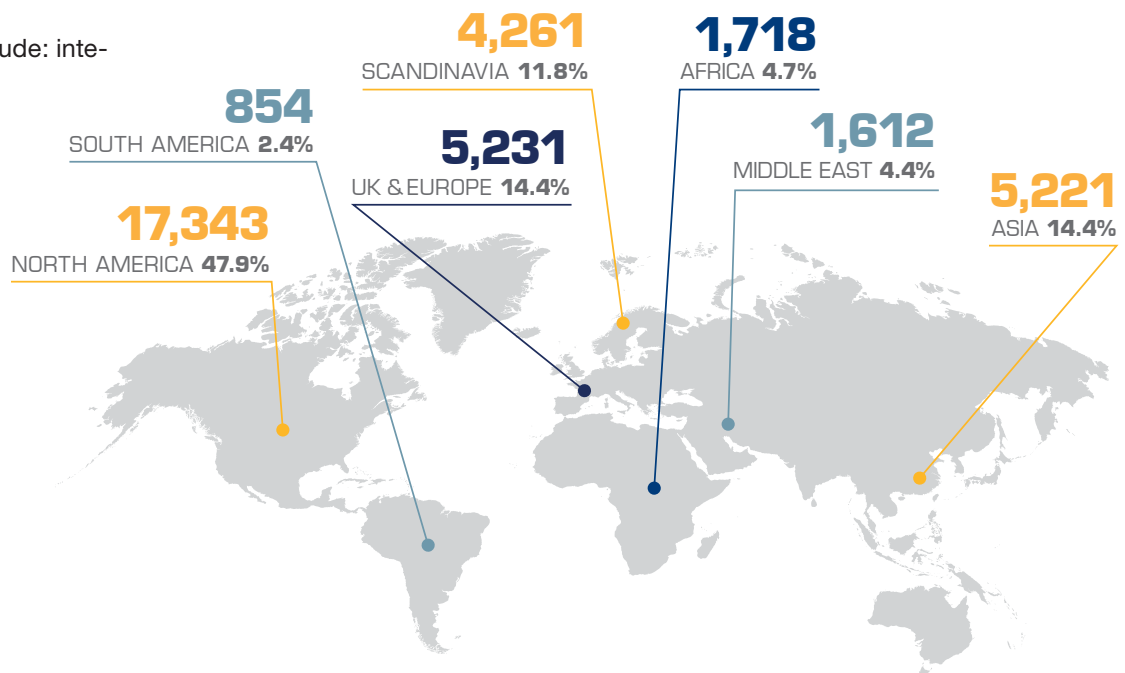 ude: inte-
4,261
SCANDINAVIA 11.8%
1,718
AFRICA 4.7%
854
SOUTH AMERICA 2.4%
5,231
UK & EUROPE 14.4%
1,612
MIDDLE EAST 4.4%
5,221
ASIA 14.4%
17,343
NORTH AMERICA 47.9%